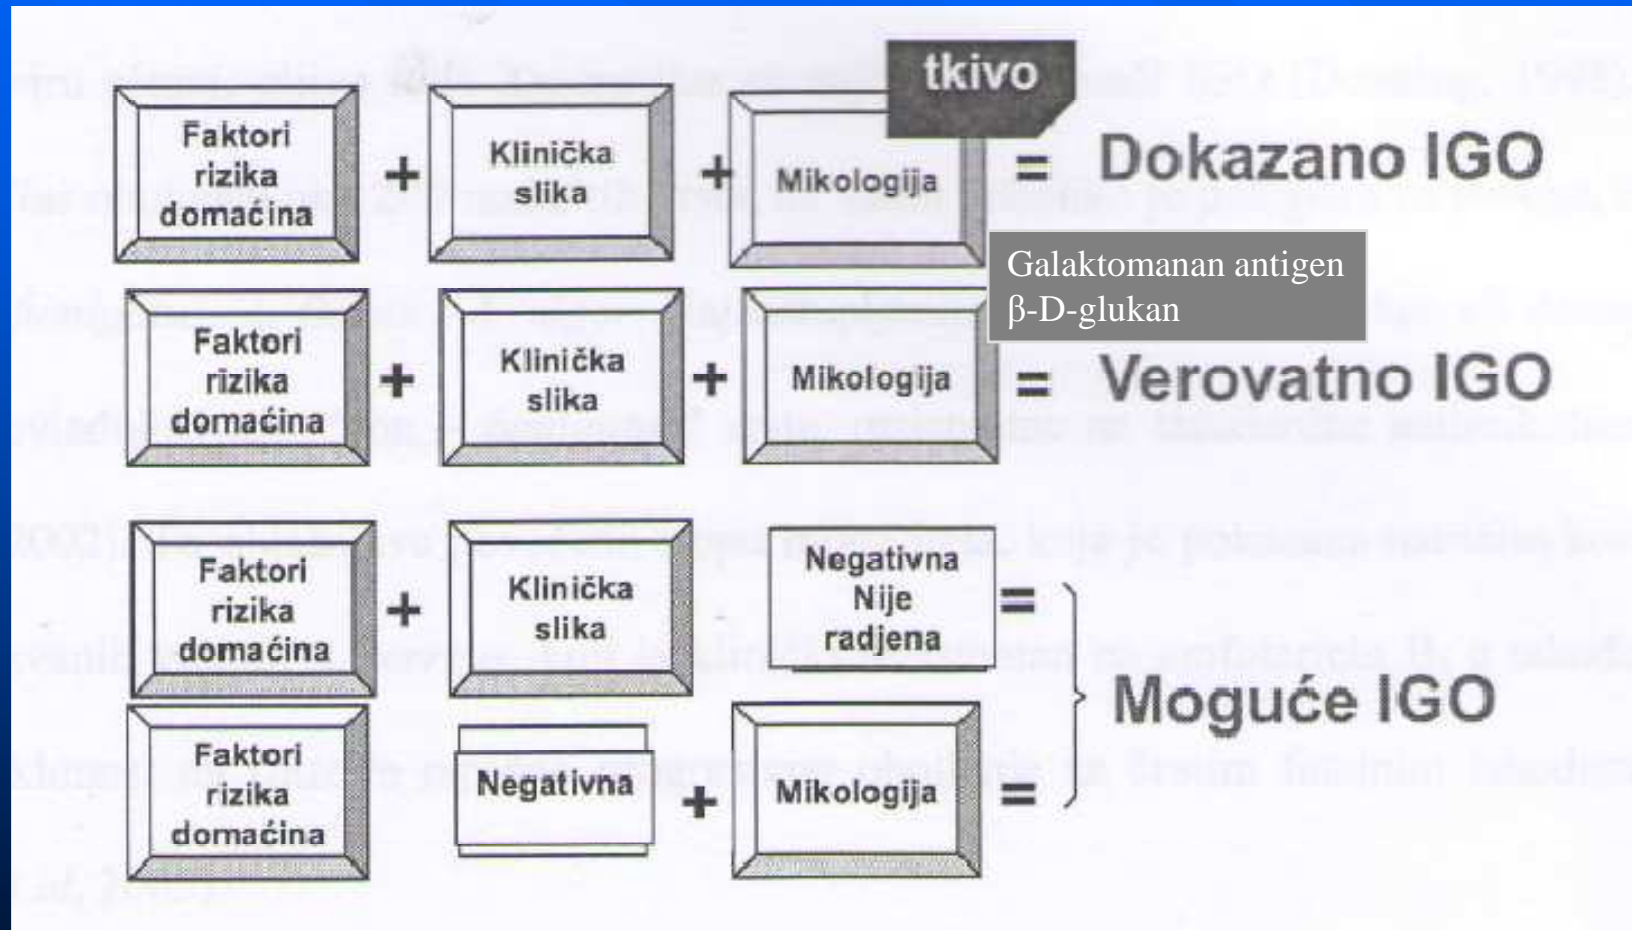 tkivo
Faktori
rizika
domaćina
+
Klinička
slika
+
Mikologija
=
Dokazano IGO
Galaktomanan antigen
β-D-glukan
Faktori
rizika
domaćina
+
Klinička
slika
+
Mikologija
=
Verovatno IGO
Faktori
rizika
domaćina
+
Klinička
slika
Negativna
Nije
radjena
=
Moguće IGO
Faktori
rizika
domaćina
Negativna
+
Mikologija
=